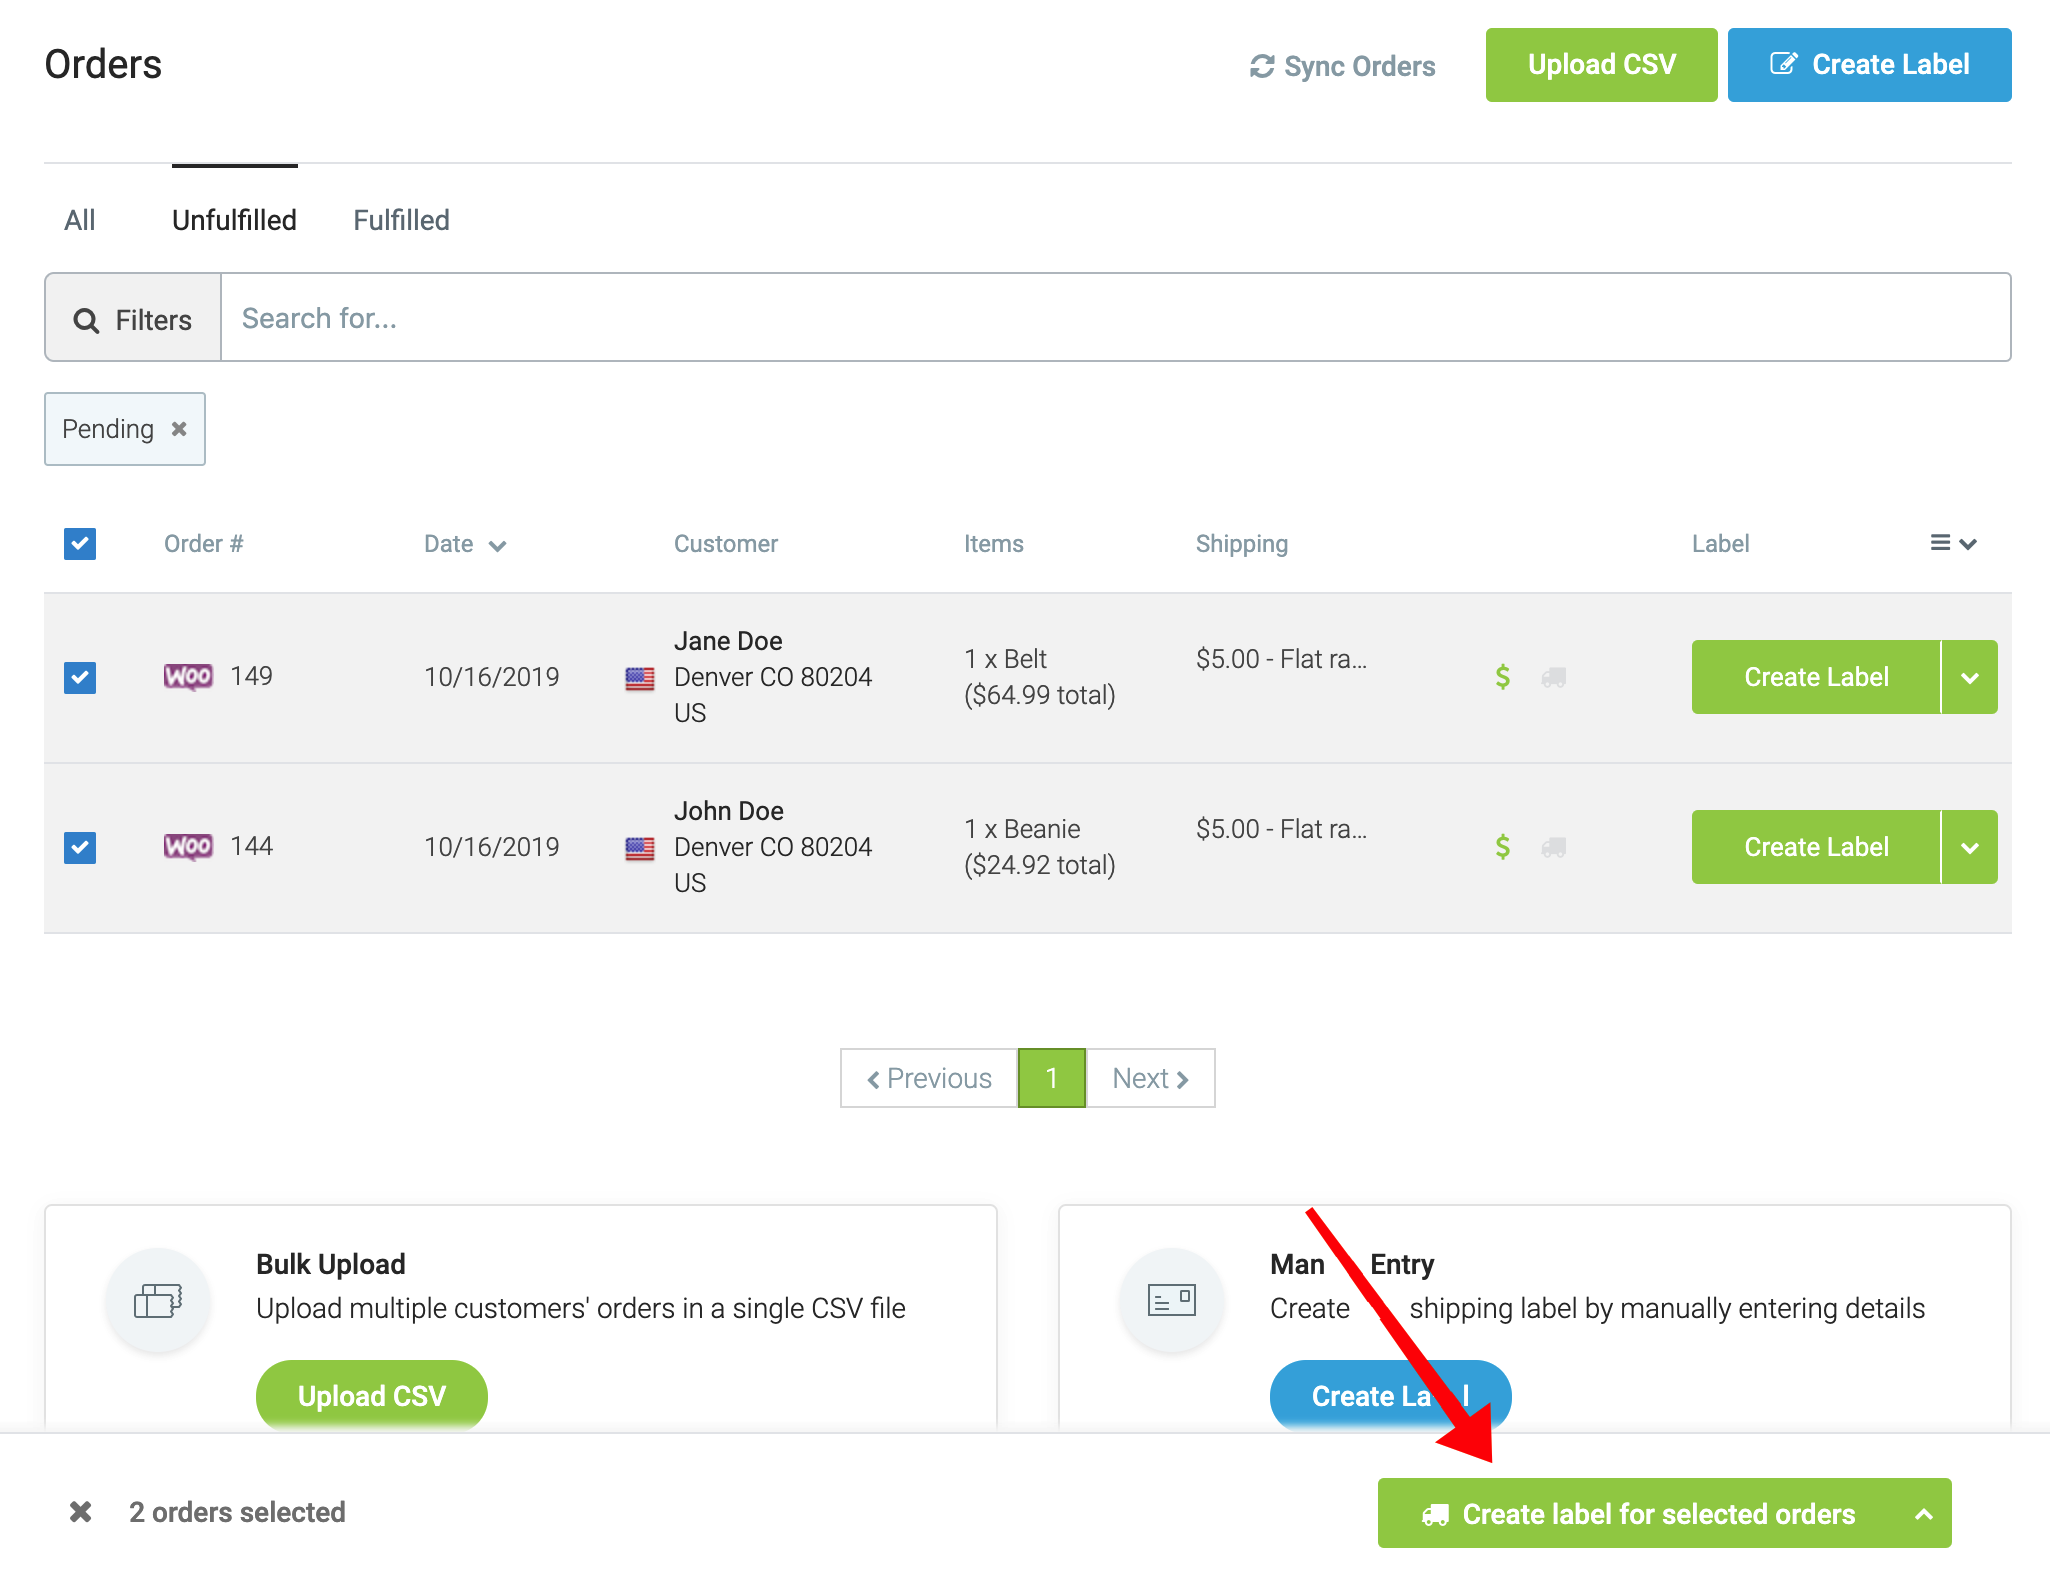 Orders
Sync Orders
Upload CSV
Create Label
All
Unfulfilled
Fulfilled
Filters
Search for...
Pending
Order #
Date
Customer
Items
Shipping
Label
WOO 149
10/16/2019
Jane Doe
Denver CO 80204
US
1 x Belt
($64.99 total)
$5.00 - Flat ra...
$
Create Label
WOO 144
10/16/2019
John Doe
Denver CO 80204
US
1 x Beanie
($24.92 total)
$5.00 - Flat ra...
$
Create Label
Previous
1
Next
Bulk Upload
Upload multiple customers' orders in a single CSV file
Upload CSV
Man Entry
Create shipping label by manually entering details
Create La l
2 orders selected
Create label for selected orders